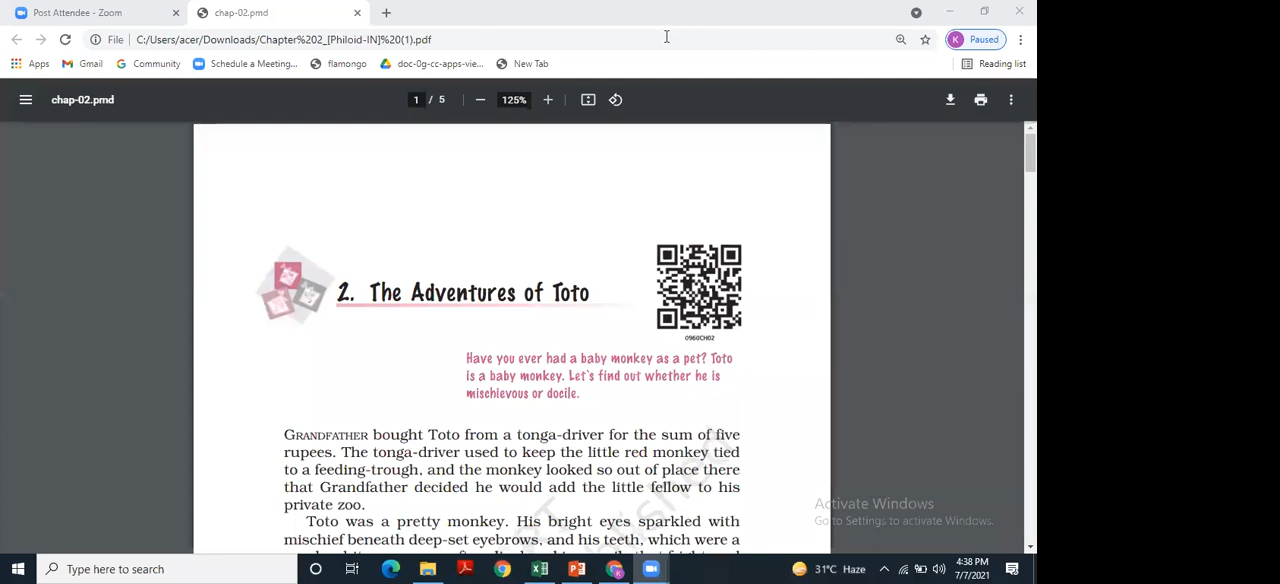 Post Attendee - Zoom
chap-02.pmd
File
C:/Users/acer/Downloads/Chapter%202_[Philoid-IN]%20(1).pdf
K Paused
Apps Gmail Community Schedule a Meeting... flamongo doc-0g-cc-apps-vie... New Tab Reading list
chap-02.pmd 1 / 5 125%
2. The Adventures of Toto
0960CH02
Have you ever had a baby monkey as a pet? Toto
is a baby monkey. Let's find out whether he is
mischievous or docile.
GRANDFATHER bought Toto from a tonga-driver for the sum of five
rupees. The tonga-driver used to keep the little red monkey tied
to a feeding-trough, and the monkey looked so out of place there
that Grandfather decided he would add the little fellow to his
private zoo.
Toto was a pretty monkey. His bright eyes sparkled with
mischief beneath deep-set eyebrows, and his teeth, which were a
Activate Windows
Go to Settings to activate Windows.
Type here to search
31°C Haze
4:38 PM
7/7/2021